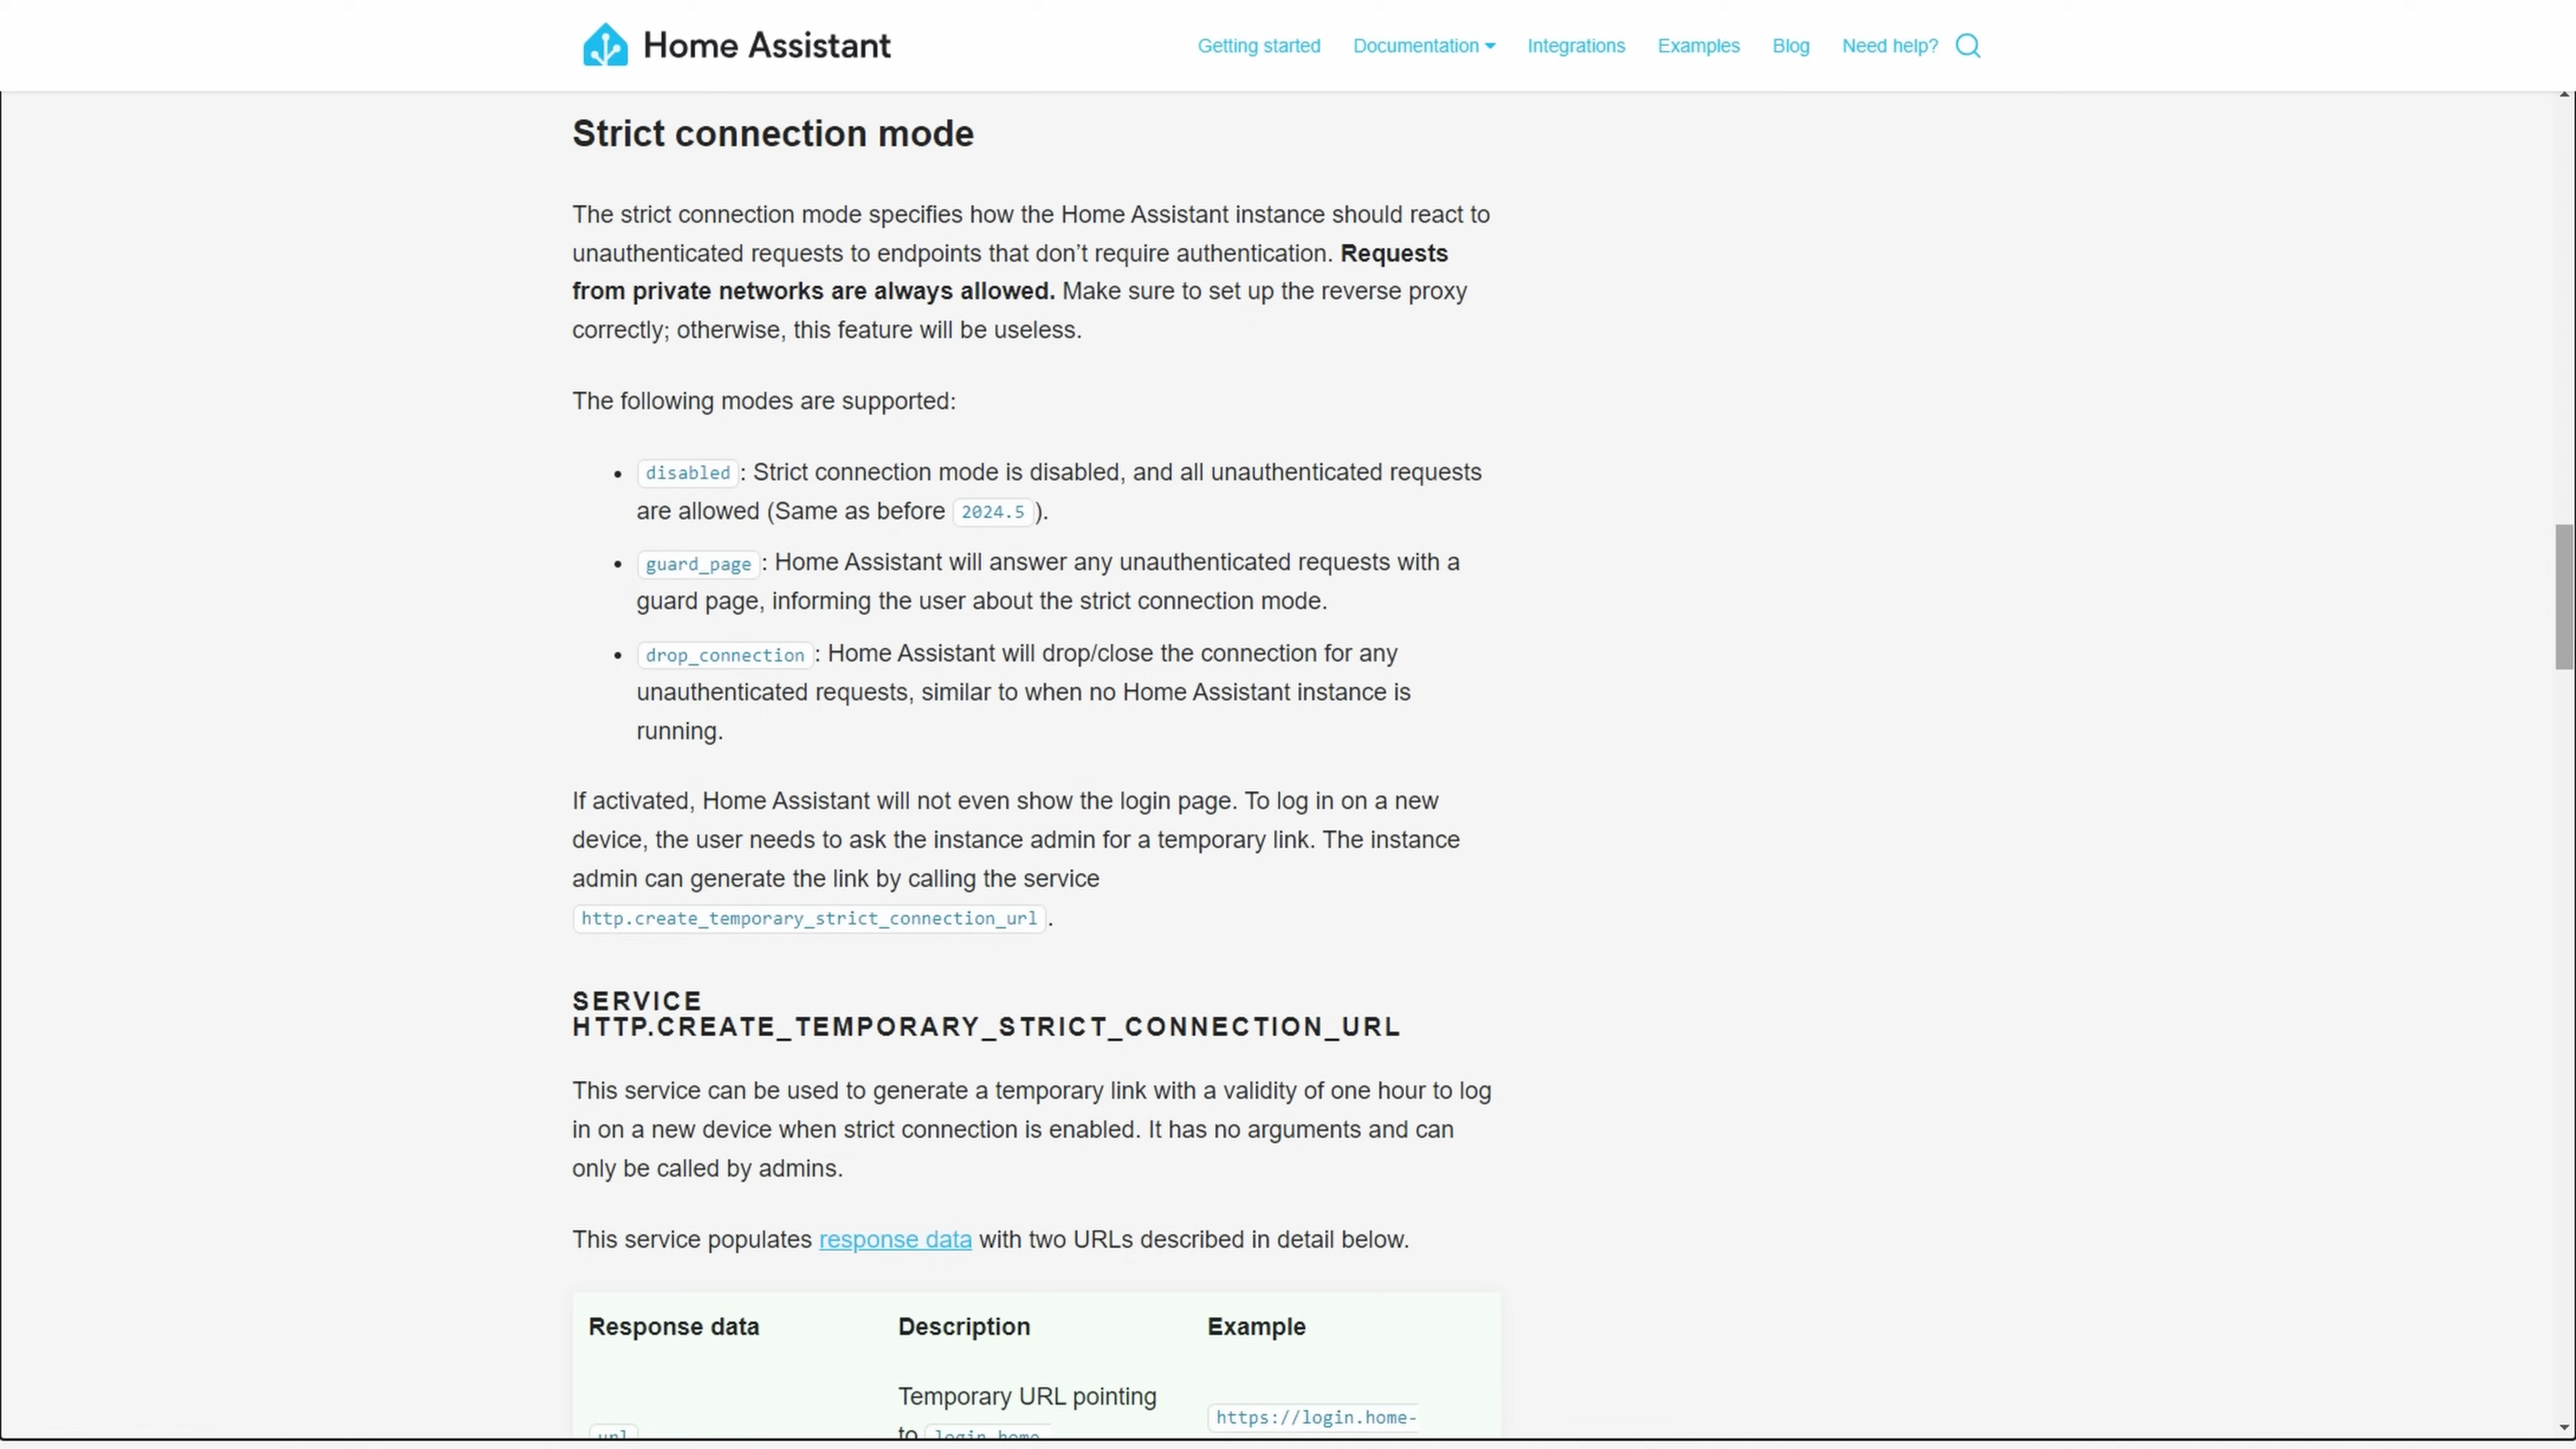 Home Assistant
Getting started Documentation Integrations Examples Blog Need help?
Strict connection mode
The strict connection mode specifies how the Home Assistant instance should react to
unauthenticated requests to endpoints that don’t require authentication. Requests
from private networks are always allowed. Make sure to set up the reverse proxy
correctly; otherwise, this feature will be useless.
The following modes are supported:
• disabled: Strict connection mode is disabled, and all unauthenticated requests
are allowed (Same as before 2024.5).
• guard_page: Home Assistant will answer any unauthenticated requests with a
guard page, informing the user about the strict connection mode.
• drop_connection: Home Assistant will drop/close the connection for any
unauthenticated requests, similar to when no Home Assistant instance is
running.
If activated, Home Assistant will not even show the login page. To log in on a new
device, the user needs to ask the instance admin for a temporary link. The instance
admin can generate the link by calling the service
http.create_temporary_strict_connection_url.
SERVICE
HTTP.CREATE_TEMPORARY_STRICT_CONNECTION_URL
This service can be used to generate a temporary link with a validity of one hour to log
in on a new device when strict connection is enabled. It has no arguments and can
only be called by admins.
This service populates response data with two URLs described in detail below.
Response data Description Example
Temporary URL pointing
https://login.home-
url to login.home-